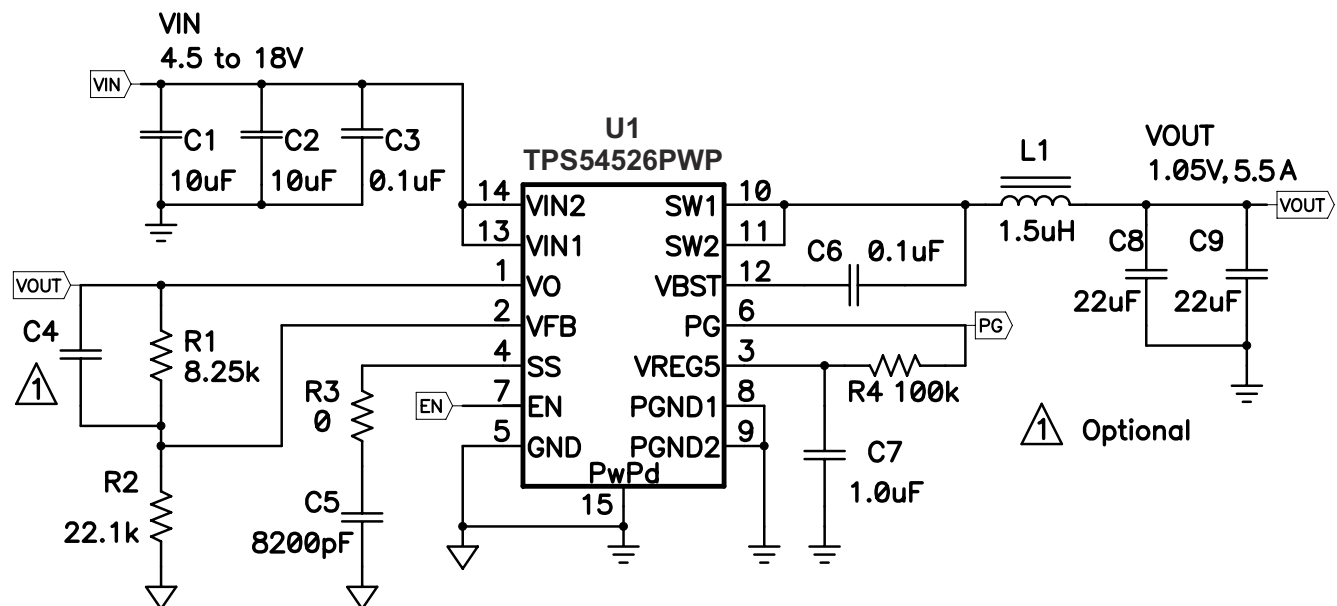 VIN
4.5 to 18V
VIN
C1
C2
C3
10uF
10uF
0.1uF
U1
TPS54526PWP
14
VIN2
13
VIN1
1
VO
2
VFB
4
SS
7
EN
5
GND
SW1
10
SW2
11
VBST
12
PG
6
VREG5
3
PGND1
8
PGND2
9
PwPd
15
VOUT
C4
1
R1
8.25k
R2
22.1k
R3
0
C5
8200pF
EN
C6
0.1uF
L1
1.5uH
VOUT
1.05V, 5.5A
VOUT
C8
C9
22uF
22uF
PG
R4 100k
C7
1.0uF
1 Optional